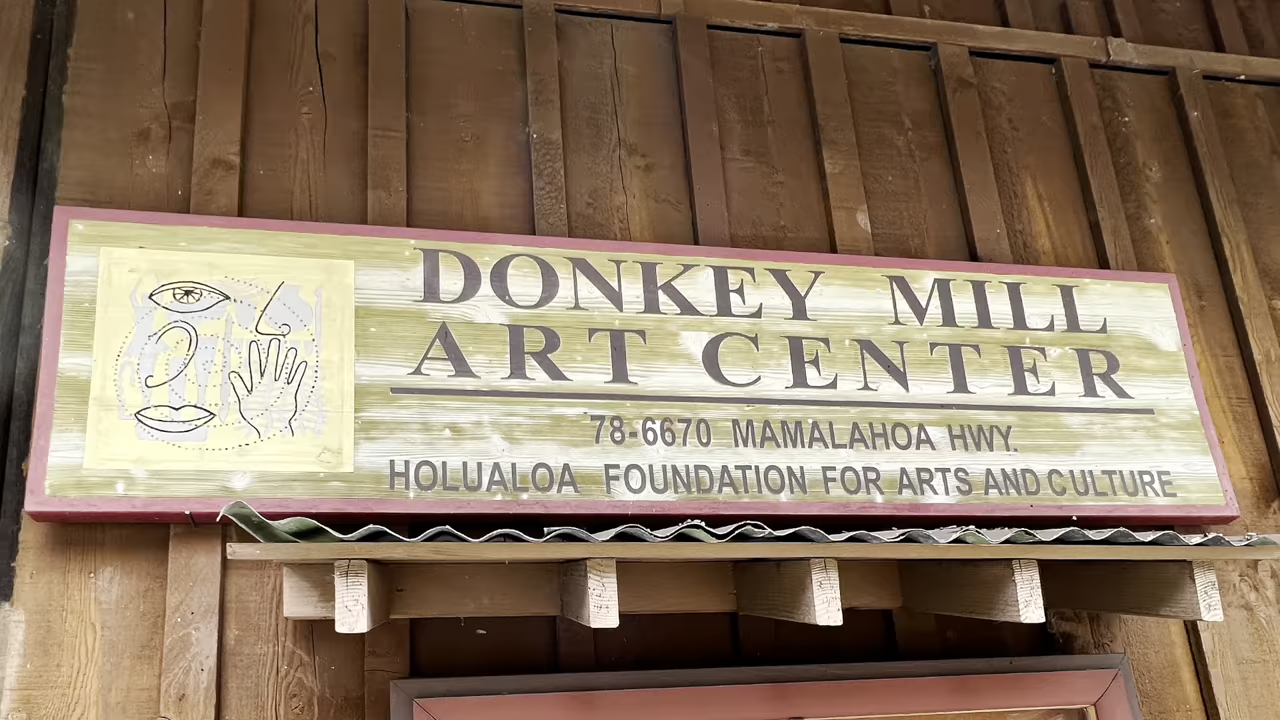 DONKEY MILL
ART CENTER
78-6670 MAMALAHOA HWY.
HOLUALOA FOUNDATION FOR ARTS AND CULTURE